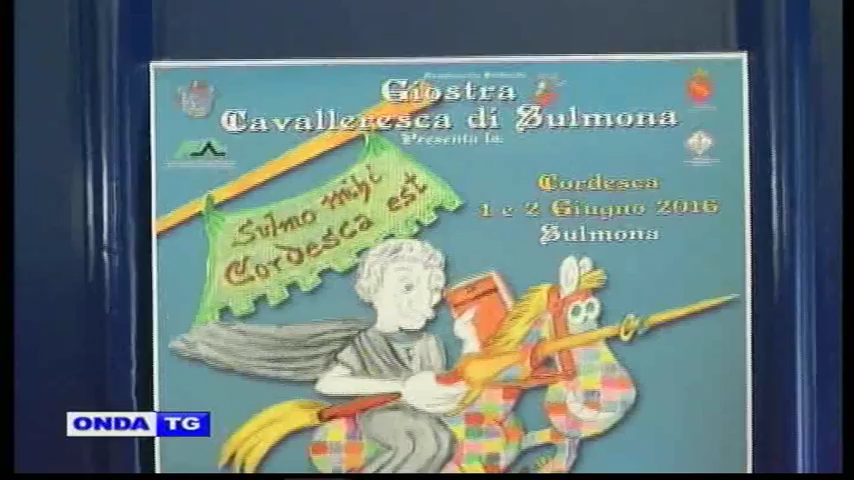 Giostra
Cavalleresca di Sulmona
Presenta la:
Cordesca
1 e 2 Giugno 2016
Sulmona
Sulmo mihi
Cordesca est
ONDA TG